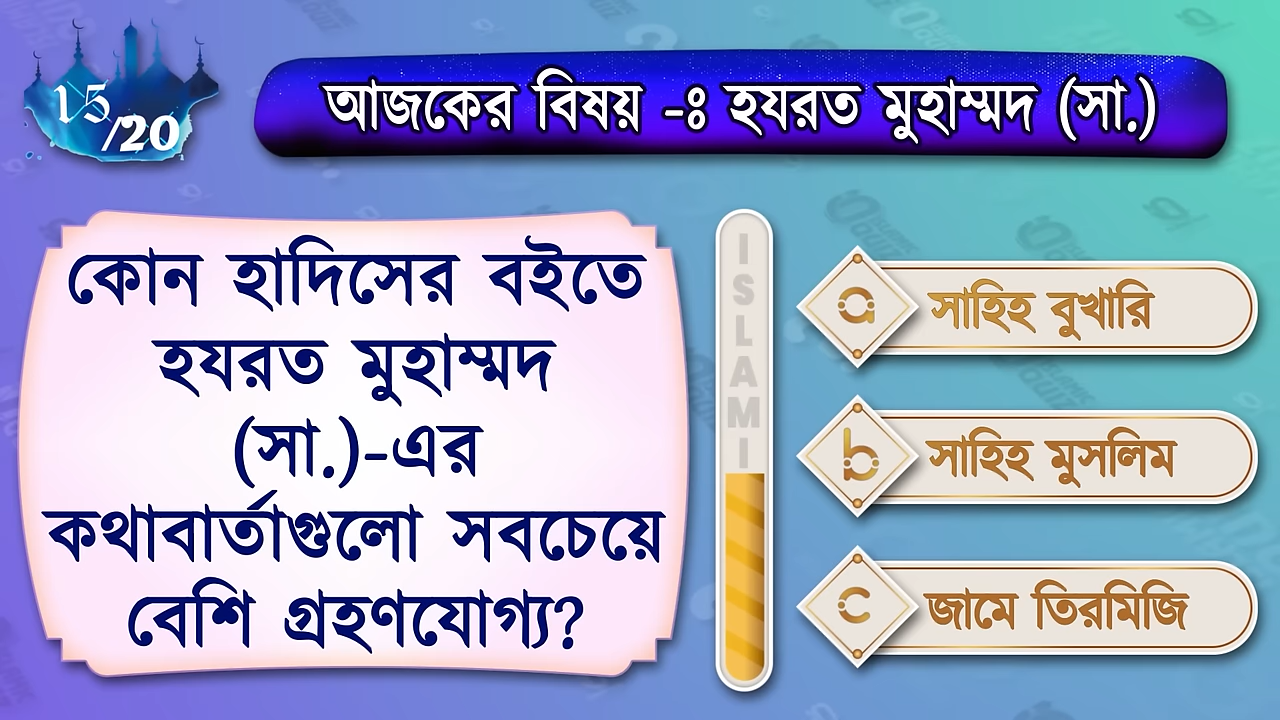 15
/20
আজকের বিষয় -ঃ হযরত মুহাম্মদ (সা.)
কোন হাদিসের বইতে
হযরত মুহাম্মদ
(সা.)-এর
কথাবার্তাগুলো সবচেয়ে
বেশি গ্রহণযোগ্য?
ISLAMI
a সাহিহ বুখারি
b সাহিহ মুসলিম
c জামে তিরমিজি